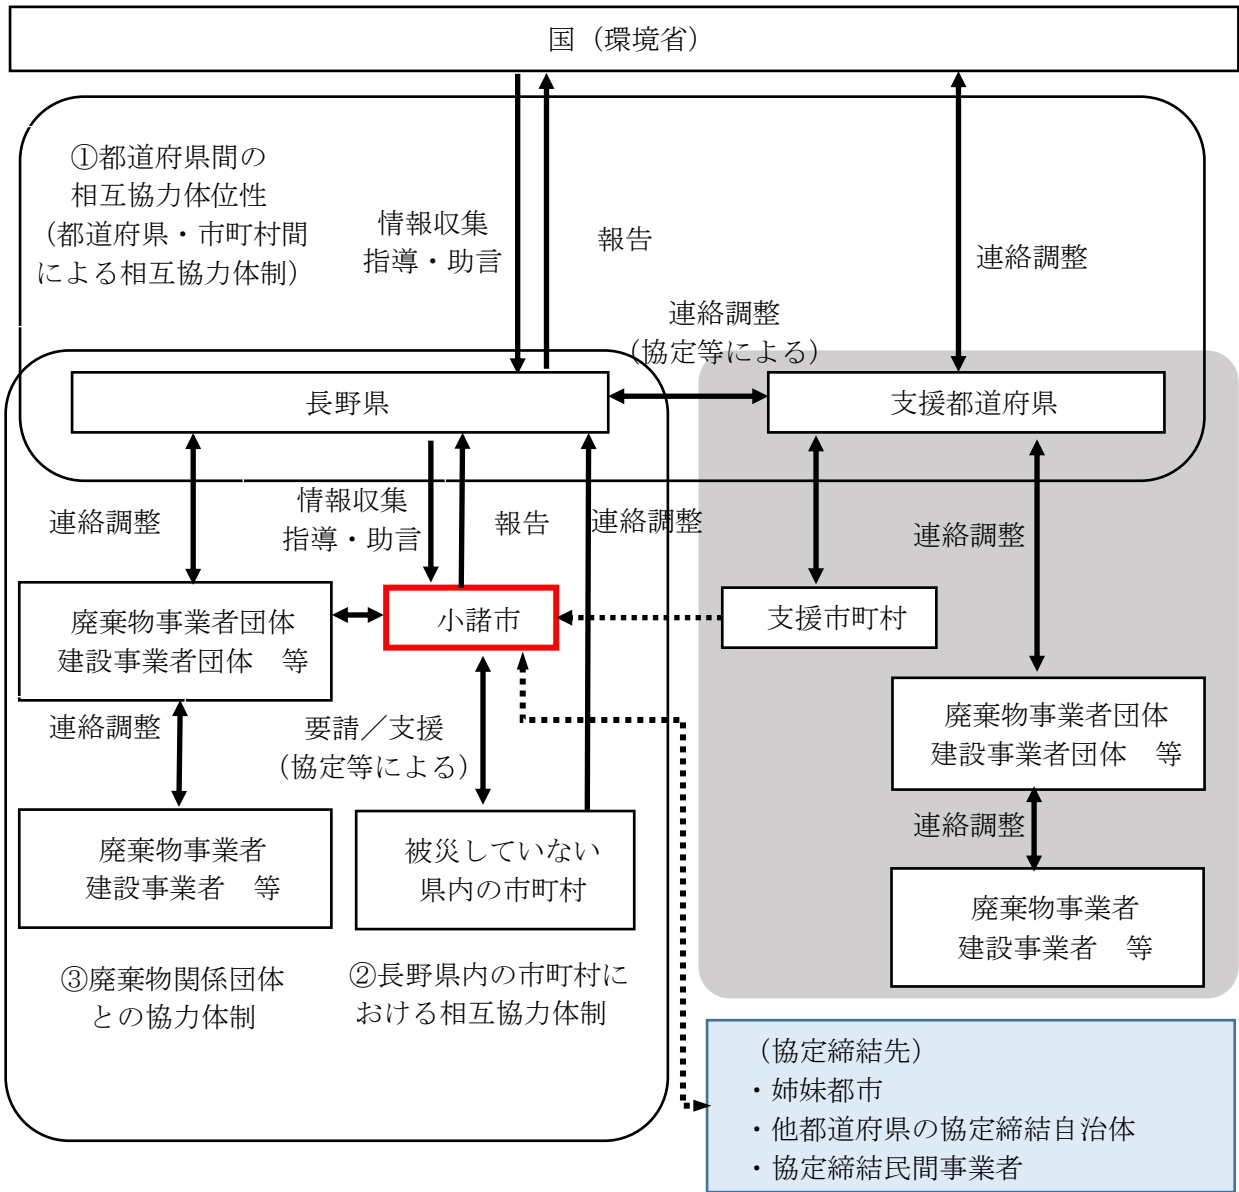 国（環境省）
①都道府県間の
相互協力体位性
（都道府県・市町村間
による相互協力体制）
情報収集
指導・助言
報告
連絡調整
連絡調整
（協定等による）
長野県
支援都道府県
連絡調整
情報収集
指導・助言
報告
連絡調整
連絡調整
廃棄物事業者団体
建設事業者団体　等
小諸市
支援市町村
連絡調整
要請／支援
（協定等による）
廃棄物事業者団体
建設事業者団体　等
連絡調整
廃棄物事業者
建設事業者　等
被災していない
県内の市町村
廃棄物事業者
建設事業者　等
③廃棄物関係団体
との協力体制
②長野県内の市町村に
おける相互協力体制
（協定締結先）
・姉妹都市
・他都道府県の協定締結自治体
・協定締結民間事業者